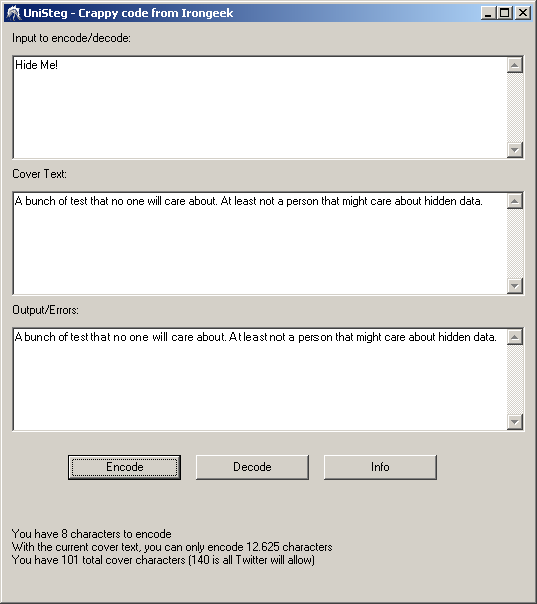 UniSteg - Crappy code from Irongeek
Input to encode/decode:
Hide Me!
Cover Text:
A bunch of test that no one will care about. At least not a person that might care about hidden data.
Output/Errors:
A bunch of test that no one will care about. At least not a person that might care about hidden data.
Encode Decode Info
You have 8 characters to encode
With the current cover text, you can only encode 12.625 characters
You have 101 total cover characters (140 is all Twitter will allow)